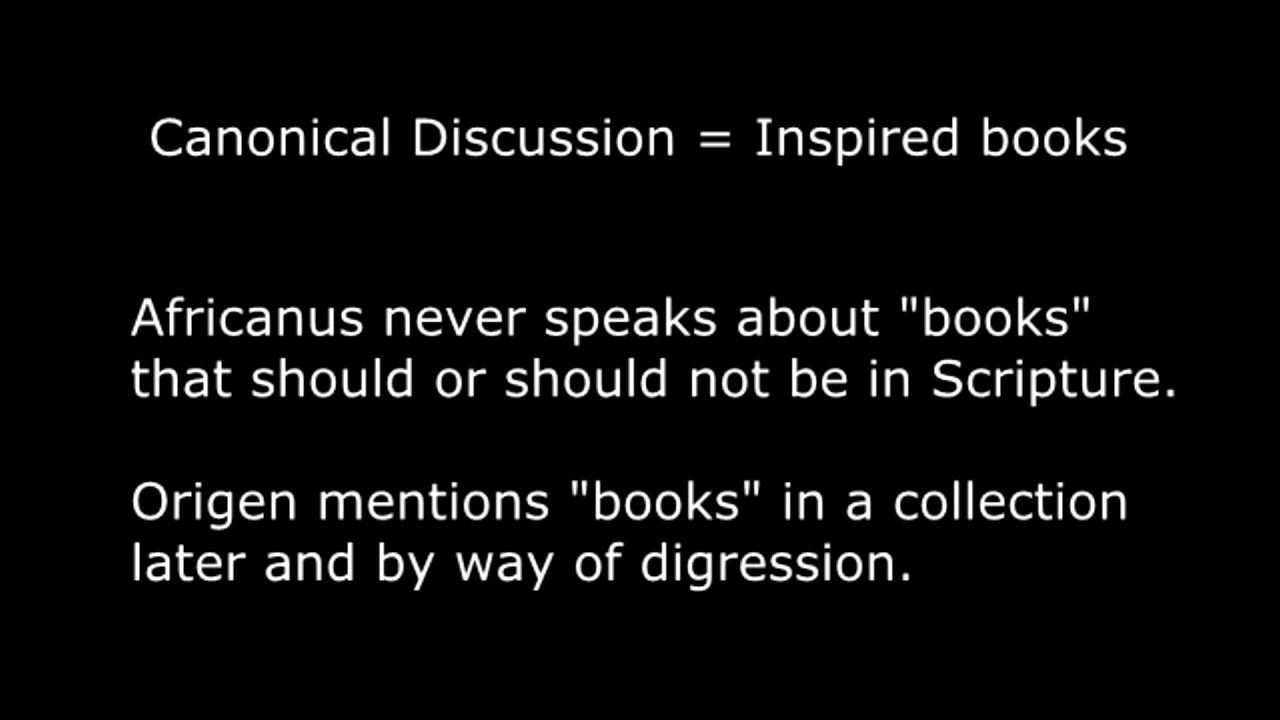 Canonical Discussion = Inspired books
Africanus never speaks about "books"
that should or should not be in Scripture.
Origen mentions "books" in a collection
later and by way of digression.